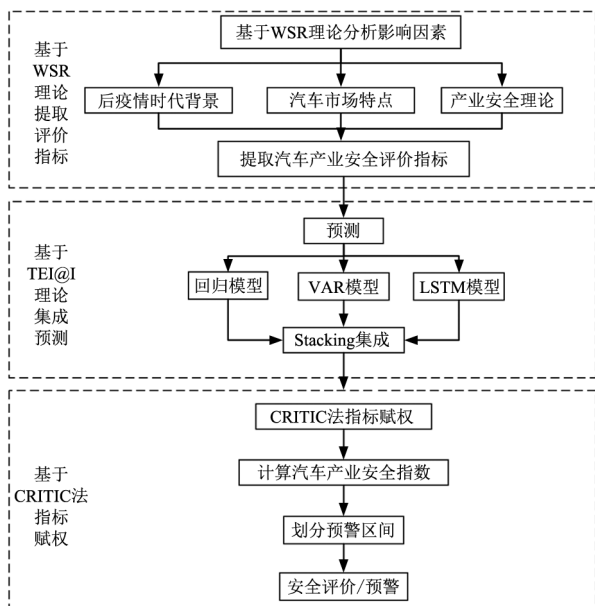 基于
WSR
理论
提取
评价
指标
基于WSR理论分析影响因素
后疫情时代背景
汽车市场特点
产业安全理论
提取汽车产业安全评价指标
基于
TEI@I
理论
集成
预测
预测
回归模型
VAR模型
LSTM模型
Stacking集成
基于
CRITIC法
指标
赋权
CRITIC法指标赋权
计算汽车产业安全指数
划分预警区间
安全评价/预警